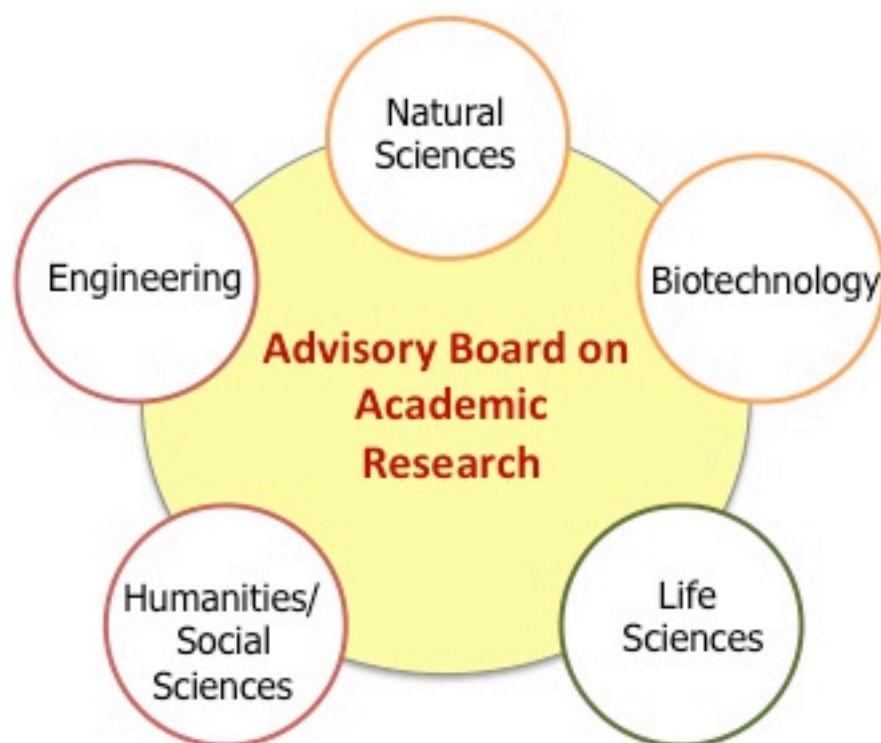 Natural
Sciences
Engineering
Biotechnology
Advisory Board on
Academic
Research
Humanities/
Social
Sciences
Life
Sciences